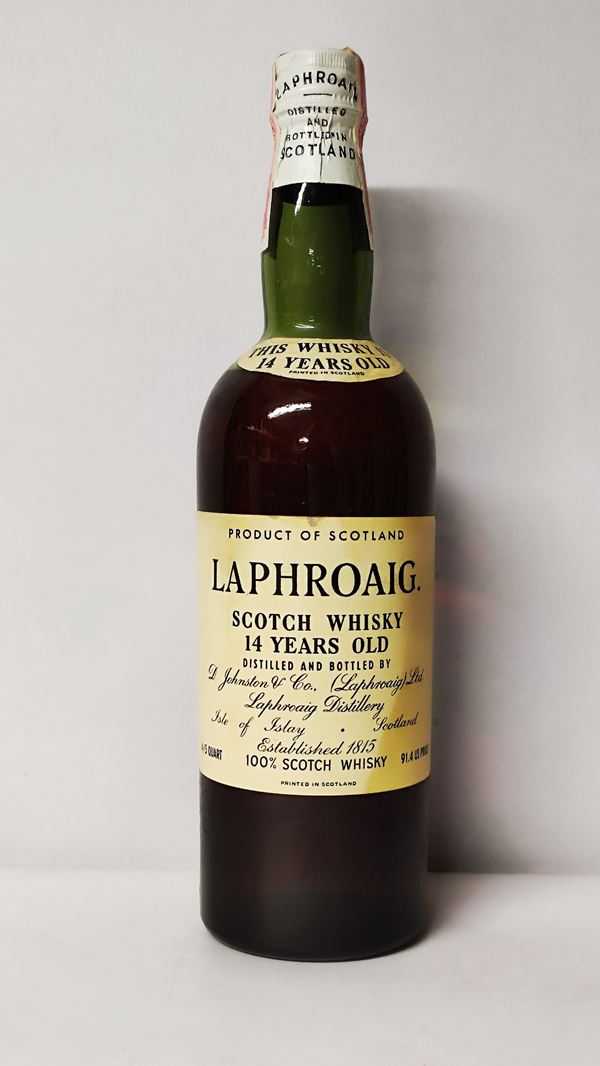 LAPHROAIG
DISTILLED
AND
BOTTLED IN
SCOTLAND
THIS WHISKY
14 YEARS OLD
PRINTED IN SCOTLAND
PRODUCT OF SCOTLAND
LAPHROAIG.
SCOTCH WHISKY
14 YEARS OLD
DISTILLED AND BOTTLED BY
D Johnston & Co., (Laphroaig) Ltd.
Laphroaig Distillery
Isle of Islay · Scotland
Established 1815
4/5 QUART 100% SCOTCH WHISKY 91.4 US PROOF
PRINTED IN SCOTLAND